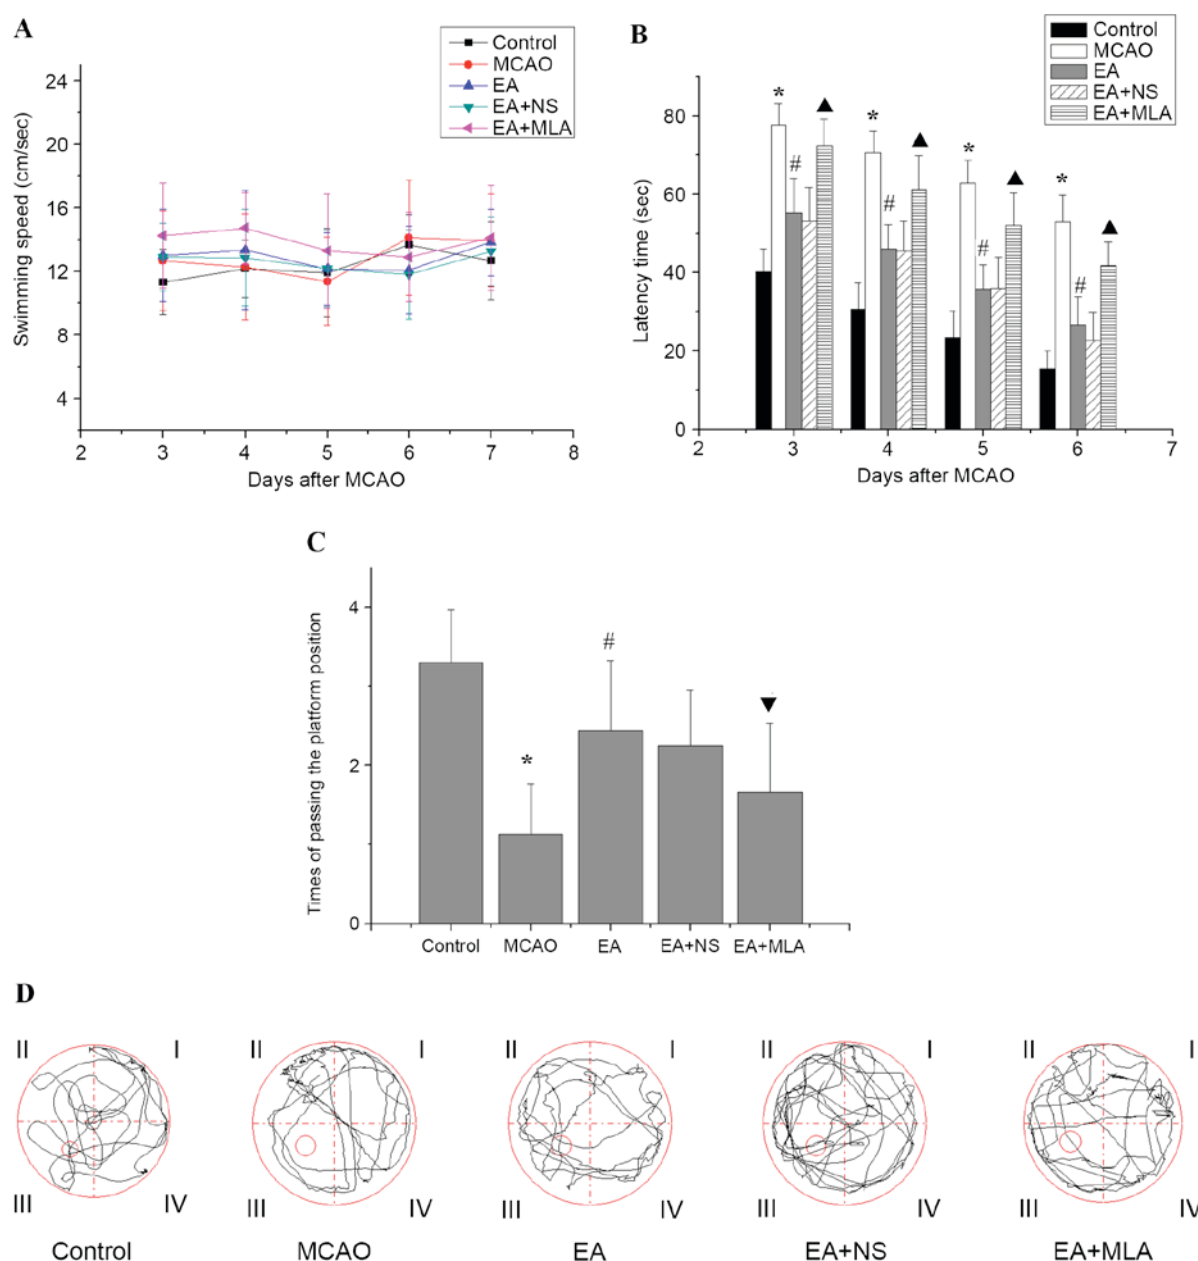 A
Control
MCAO
EA
EA+NS
EA+MLA
24
20
16
12
8
4
Swimming speed (cm/sec)
2 3 4 5 6 7 8
Days after MCAO
B
Control
MCAO
EA
EA+NS
EA+MLA
80
60
40
20
0
Latency time (sec)
* # * # * # * #
2 3 4 5 6 7
Days after MCAO
C
4
2
0
Times of passing the platform position
* #
Control MCAO EA EA+NS EA+MLA
D
II I II I II I II I II I
III IV III IV III IV III IV III IV
Control MCAO EA EA+NS EA+MLA